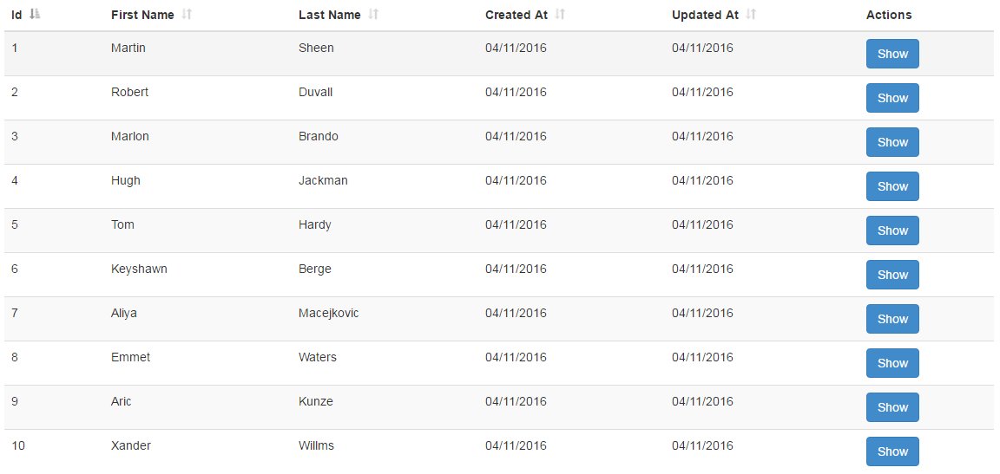 Id First Name Last Name Created At Updated At Actions
1 Martin Sheen 04/11/2016 04/11/2016 Show
2 Robert Duvall 04/11/2016 04/11/2016 Show
3 Marlon Brando 04/11/2016 04/11/2016 Show
4 Hugh Jackman 04/11/2016 04/11/2016 Show
5 Tom Hardy 04/11/2016 04/11/2016 Show
6 Keyshawn Berge 04/11/2016 04/11/2016 Show
7 Aliya Macejkovic 04/11/2016 04/11/2016 Show
8 Emmet Waters 04/11/2016 04/11/2016 Show
9 Aric Kunze 04/11/2016 04/11/2016 Show
10 Xander Willms 04/11/2016 04/11/2016 Show